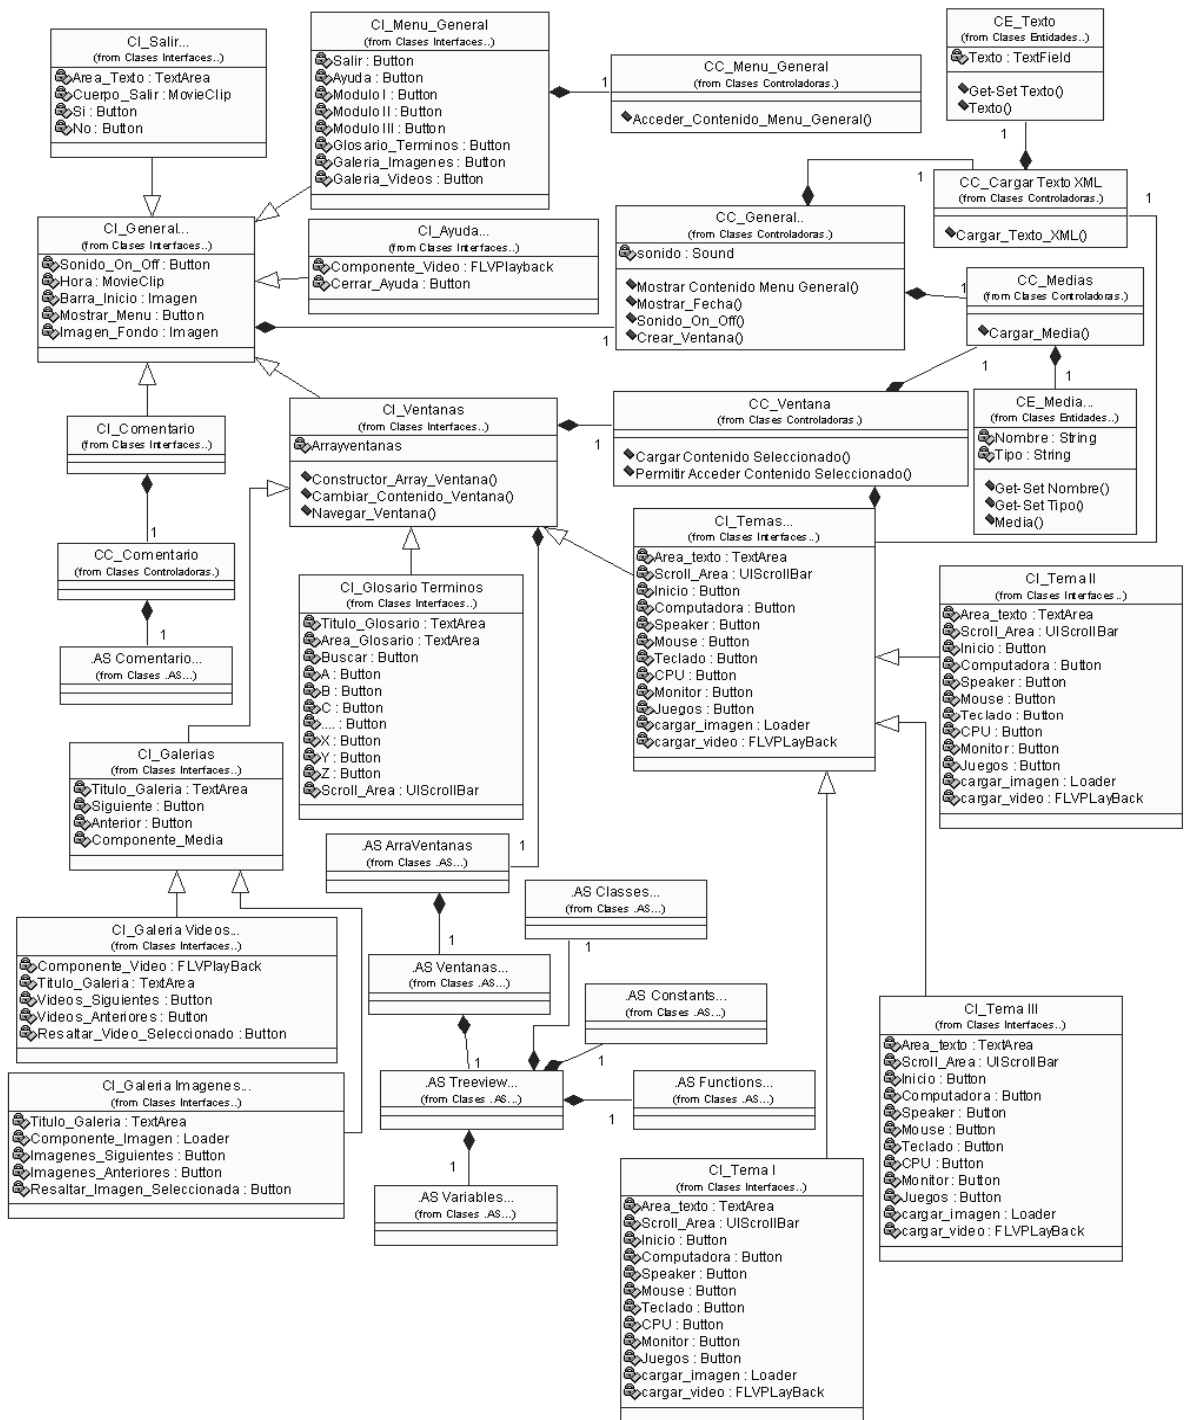 CI_Salir...
(from Clases Interfaces..)
Area_Texto : TextArea
Cuerpo_Salir : MovieClip
Si : Button
No : Button
CI_Menu_General
(from Clases Interfaces..)
Salir : Button
Ayuda : Button
Modulo I : Button
Modulo II : Button
Modulo III : Button
Glosario_Terminos : Button
Galeria_Imagenes : Button
Galeria_Videos : Button
1
CC_Menu_General
(from Clases Controladoras.)
Acceder_Contenido_Menu_General()
CE_Texto
(from Clases Entidades..)
Texto : TextField
Get-Set Texto()
Texto()
1
1
CC_Cargar Texto XML
(from Clases Controladoras.)
Cargar_Texto_XML()
1
CI_General...
(from Clases Interfaces..)
Sonido_On_Off : Button
Hora : MovieClip
Barra_Inicio : Imagen
Mostrar_Menu : Button
Imagen_Fondo : Imagen
CI_Ayuda...
(from Clases Interfaces..)
Componente_Video : FLVPlayback
Cerrar_Ayuda : Button
1
CC_General..
(from Clases Controladoras.)
sonido : Sound
Mostrar Contenido Menu General()
Mostrar_Fecha()
Sonido_On_Off()
Crear_Ventana()
1
CC_Medias
(from Clases Controladoras.)
Cargar_Media()
1
1
CE_Media...
(from Clases Entidades..)
Nombre : String
Tipo : String
Get-Set Nombre()
Get-Set Tipo()
Media()
CI_Comentario
(from Clases Interfaces..)
1
CC_Comentario
(from Clases Controladoras.)
1
.AS Comentario...
(from Clases .AS...)
CI_Ventanas
(from Clases Interfaces..)
Arrayventanas
Constructor_Array_Ventana()
Cambiar_Contenido_Ventana()
Navegar_Ventana()
1
CC_Ventana
(from Clases Controladoras.)
Cargar Contenido Seleccionado()
Permitir Acceder Contenido Seleccionado()
CI_Temas...
(from Clases Interfaces..)
Area_texto : TextArea
Scroll_Area : UIScrollBar
Inicio : Button
Computadora : Button
Speaker : Button
Mouse : Button
Teclado : Button
CPU : Button
Monitor : Button
Juegos : Button
cargar_imagen : Loader
cargar_video : FLVPLayBack
CI_Glosario Terminos
(from Clases Interfaces..)
Titulo_Glosario : TextArea
Area_Glosario : TextArea
Buscar : Button
A : Button
B : Button
C : Button
.... : Button
X : Button
Y : Button
Z : Button
Scroll_Area : UIScrollBar
CI_Tema II
(from Clases Interfaces..)
Area_texto : TextArea
Scroll_Area : UIScrollBar
Inicio : Button
Computadora : Button
Speaker : Button
Mouse : Button
Teclado : Button
CPU : Button
Monitor : Button
Juegos : Button
cargar_imagen : Loader
cargar_video : FLVPLayBack
CI_Galerias
(from Clases Interfaces..)
Titulo_Galeria : TextArea
Siguiente : Button
Anterior : Button
Componente_Media
.AS ArraVentanas
(from Clases .AS...)
1
1
.AS Classes...
(from Clases .AS...)
1
CI_Galeria Videos...
(from Clases Interfaces..)
Componente_Video : FLVPlayBack
Titulo_Galeria : TextArea
Videos_Siguientes : Button
Videos_Anteriores : Button
Resaltar_Video_Seleccionado : Button
.AS Ventanas...
(from Clases .AS...)
1
.AS Constants...
(from Clases .AS...)
1
CI_Galeria Imagenes...
(from Clases Interfaces..)
Titulo_Galeria : TextArea
Componente_Imagen : Loader
Imagenes_Siguientes : Button
Imagenes_Anteriores : Button
Resaltar_Imagen_Seleccionada : Button
.AS Treeview...
(from Clases .AS...)
1
.AS Functions...
(from Clases .AS...)
1
.AS Variables...
(from Clases .AS...)
CI_Tema III
(from Clases Interfaces..)
Area_texto : TextArea
Scroll_Area : UIScrollBar
Inicio : Button
Computadora : Button
Speaker : Button
Mouse : Button
Teclado : Button
CPU : Button
Monitor : Button
Juegos : Button
cargar_imagen : Loader
cargar_video : FLVPLayBack
CI_Tema I
(from Clases Interfaces..)
Area_texto : TextArea
Scroll_Area : UIScrollBar
Inicio : Button
Computadora : Button
Speaker : Button
Mouse : Button
Teclado : Button
CPU : Button
Monitor : Button
Juegos : Button
cargar_imagen : Loader
cargar_video : FLVPLayBack